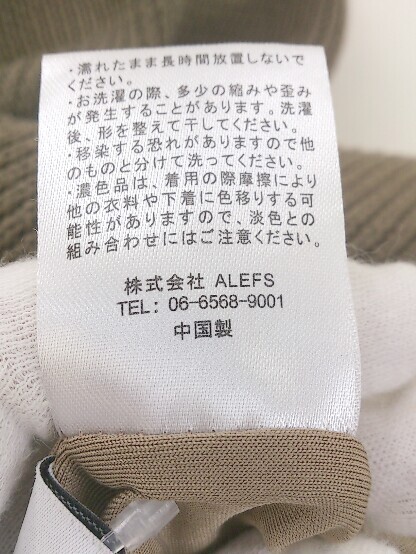 ・濡れたまま長時間放置しないで
ください。
・お洗濯の際、多少の縮みや歪み
が発生することがあります。洗濯
後、形を整えて干してください。
・移染する恐れがありますので他
のものと分けて洗ってください。
・濃色品は、着用の際摩擦により
他の衣料や下着に色移りする可
能性がありますので、淡色との
組み合わせにはご注意ください。
株式会社 ALEFS
TEL: 06-6568-9001
中国製